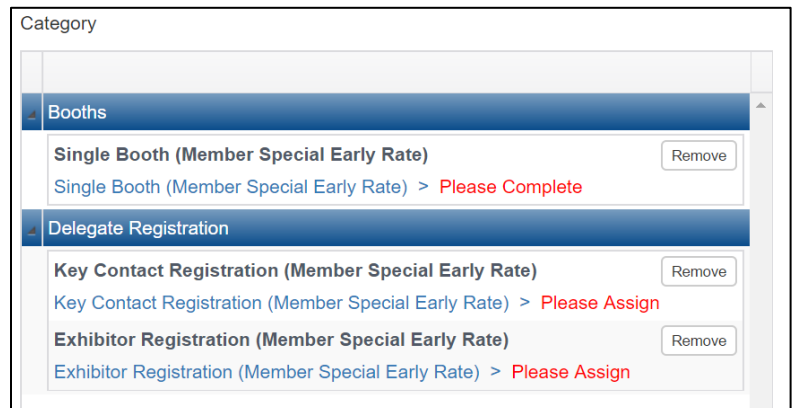 Category
Booths
Single Booth (Member Special Early Rate) Remove
Single Booth (Member Special Early Rate) > Please Complete
Delegate Registration
Key Contact Registration (Member Special Early Rate) Remove
Key Contact Registration (Member Special Early Rate) > Please Assign
Exhibitor Registration (Member Special Early Rate) Remove
Exhibitor Registration (Member Special Early Rate) > Please Assign